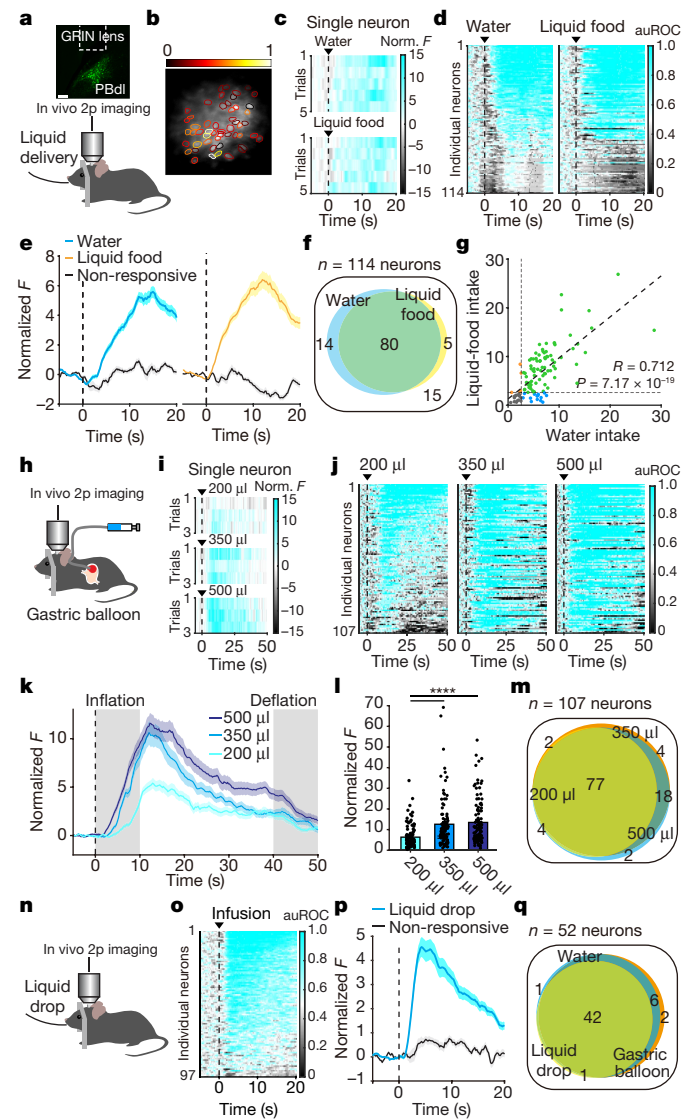 a
GRIN lens
PBdl
In vivo 2p imaging
Liquid
delivery
b
0 1
c
Single neuron
Water
Norm. F
1
Trials
5
Liquid food
1
Trials
5
0 20
Time (s)
15
10
5
0
−5
−10
−15
d
Water Liquid food
auROC
1
Individual neurons
114
0 20 0 20
Time (s)
1.0
0.8
0.6
0.4
0.2
0
e
Water
Liquid food
Non-responsive
Normalized F
8
6
4
2
0
−2
0 5 10 15 20 0 5 10 15 20
Time (s) Time (s)
f
n = 114 neurons
Water
Liquid
food
14
80
5
15
g
Liquid-food intake
30
20
10
0
0 10 20 30
Water intake
R = 0.712
P = 7.17 × 10−19
h
In vivo 2p imaging
Gastric balloon
i
Single neuron
200 µl
Norm. F
1
Trials
3
350 µl
1
Trials
3
500 µl
1
Trials
3
0 25 50
Time (s)
15
10
5
0
−5
−10
−15
j
200 µl 350 µl 500 µl
auROC
1
Individual neurons
107
0 25 50 0 25 50 0 25 50
Time (s) Time (s) Time (s)
1.0
0.8
0.6
0.4
0.2
0
k
Inflation
Deflation
500 µl
350 µl
200 µl
Normalized F
10
5
0
0 10 20 30 40 50
Time (s)
l
****
Normalized F
70
60
50
40
30
20
10
0
200 µl
350 µl
500 µl
m
n = 107 neurons
350 µl
2
4
77
200 µl
18
4
500 µl
2
n
In vivo 2p imaging
Liquid
drop
o
Infusion
auROC
1
Individual neurons
97
0 10 20
Time (s)
1.0
0.8
0.6
0.4
0.2
0
p
Liquid drop
Non-responsive
Normalized F
5
4
3
2
1
0
−1
0 10 20
Time (s)
q
n = 52 neurons
Water
1
6
42
2
Liquid
drop
Gastric
balloon
1